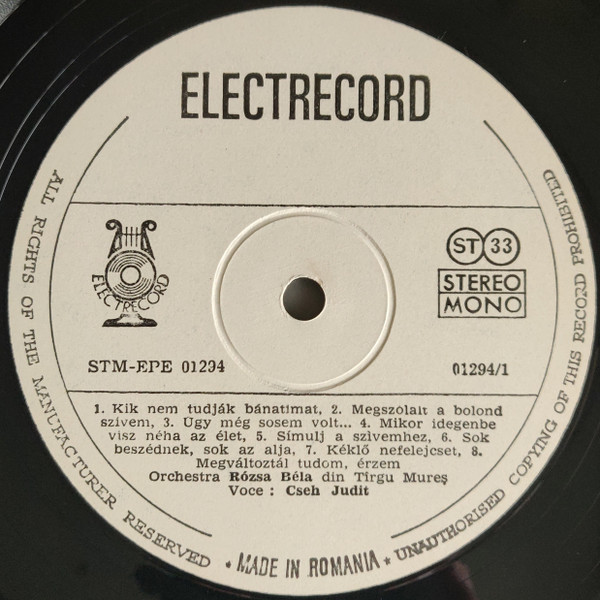 ELECTRECORD
ELECTRECORD
ST 33
STEREO
MONO
STM-EPE 01294
01294/1
1. Kik nem tudják bánatimat, 2. Megszólalt a bolond
szívem, 3. Ugy még sosem volt... 4. Mikor idegenbe
visz néha az élet, 5. Símulj a szivemhez, 6. Sok
beszédnek, sok az alja, 7. Kéklő nefelejcset, 8.
Megváltoztál tudom, érzem
Orchestra Rózsa Béla din Tîrgu Mureş
Voce : Cseh Judit
ALL RIGHTS OF THE MANUFACTURER RESERVED • MADE IN ROMANIA ★ UNAUTHORISED COPYING OF THIS RECORD PROHIBITED